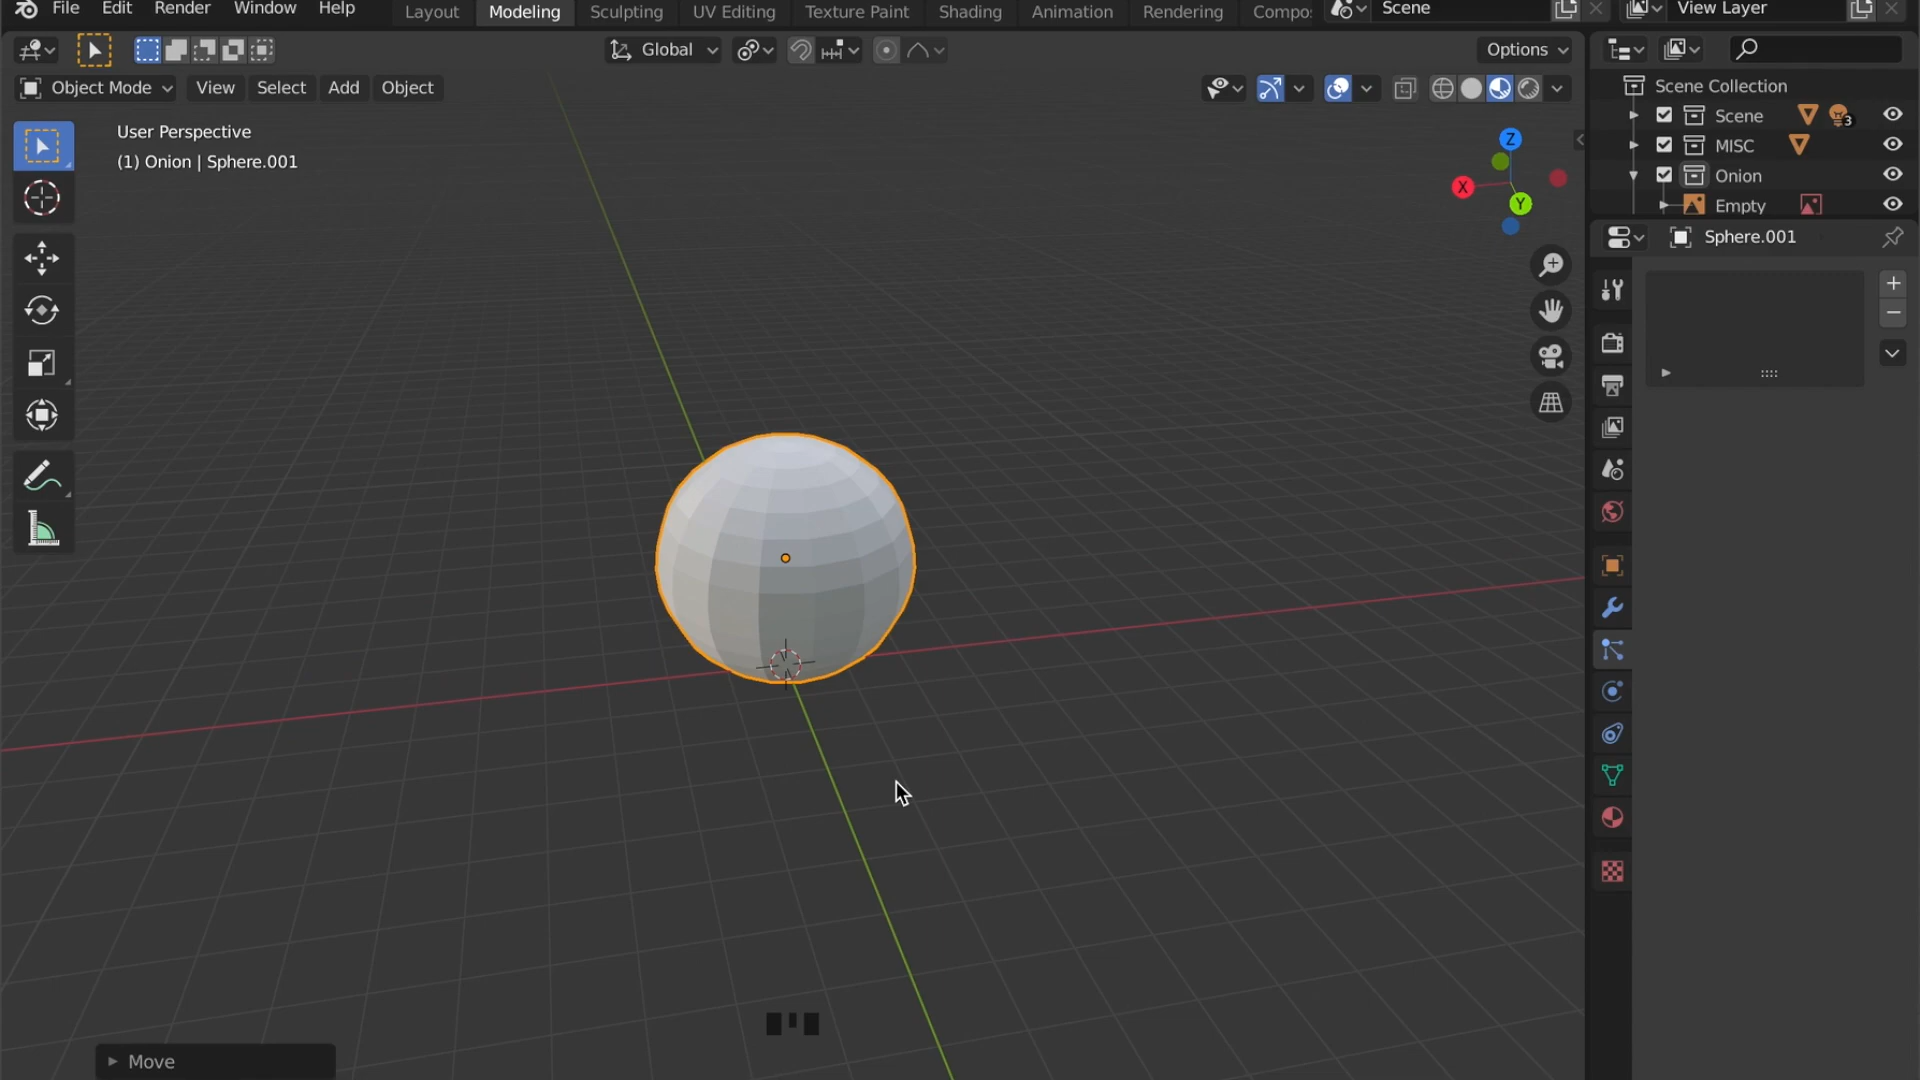 File Edit Render Window Help Layout Modeling Sculpting UV Editing Texture Paint Shading Animation Rendering Compo Scene View Layer
Global Options
Object Mode View Select Add Object
User Perspective
(1) Onion | Sphere.001
Z
X
Y
Scene Collection
Scene 3
MISC
Onion
Empty
Sphere.001
Move